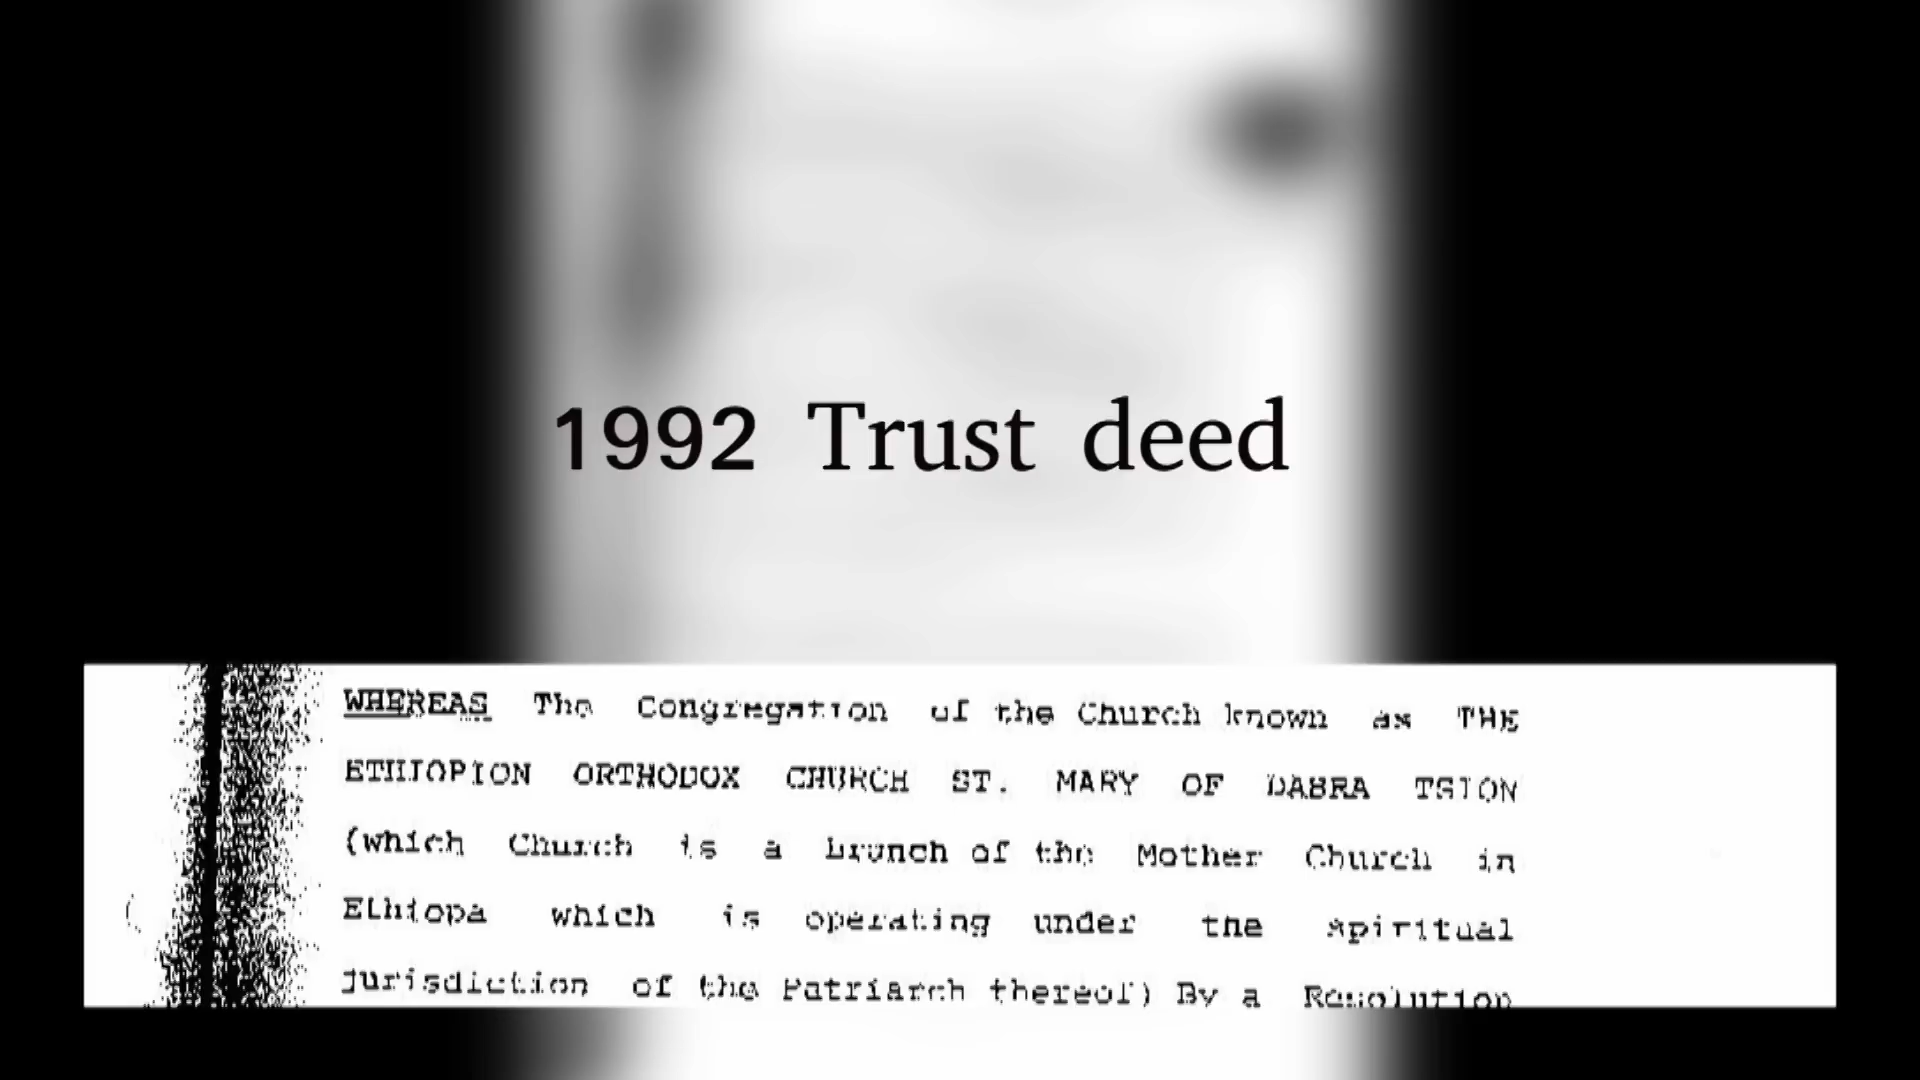 1992 Trust deed
WHEREAS The Congregation of the Church known as THE
ETHIOPION ORTHODOX CHURCH ST. MARY OF DABRA TSION
(which Church is a brunch of the Mother Church in
Ethiopa which is operating under the spiritual
jurisdiction of the Patriarch thereof) By a Resolution